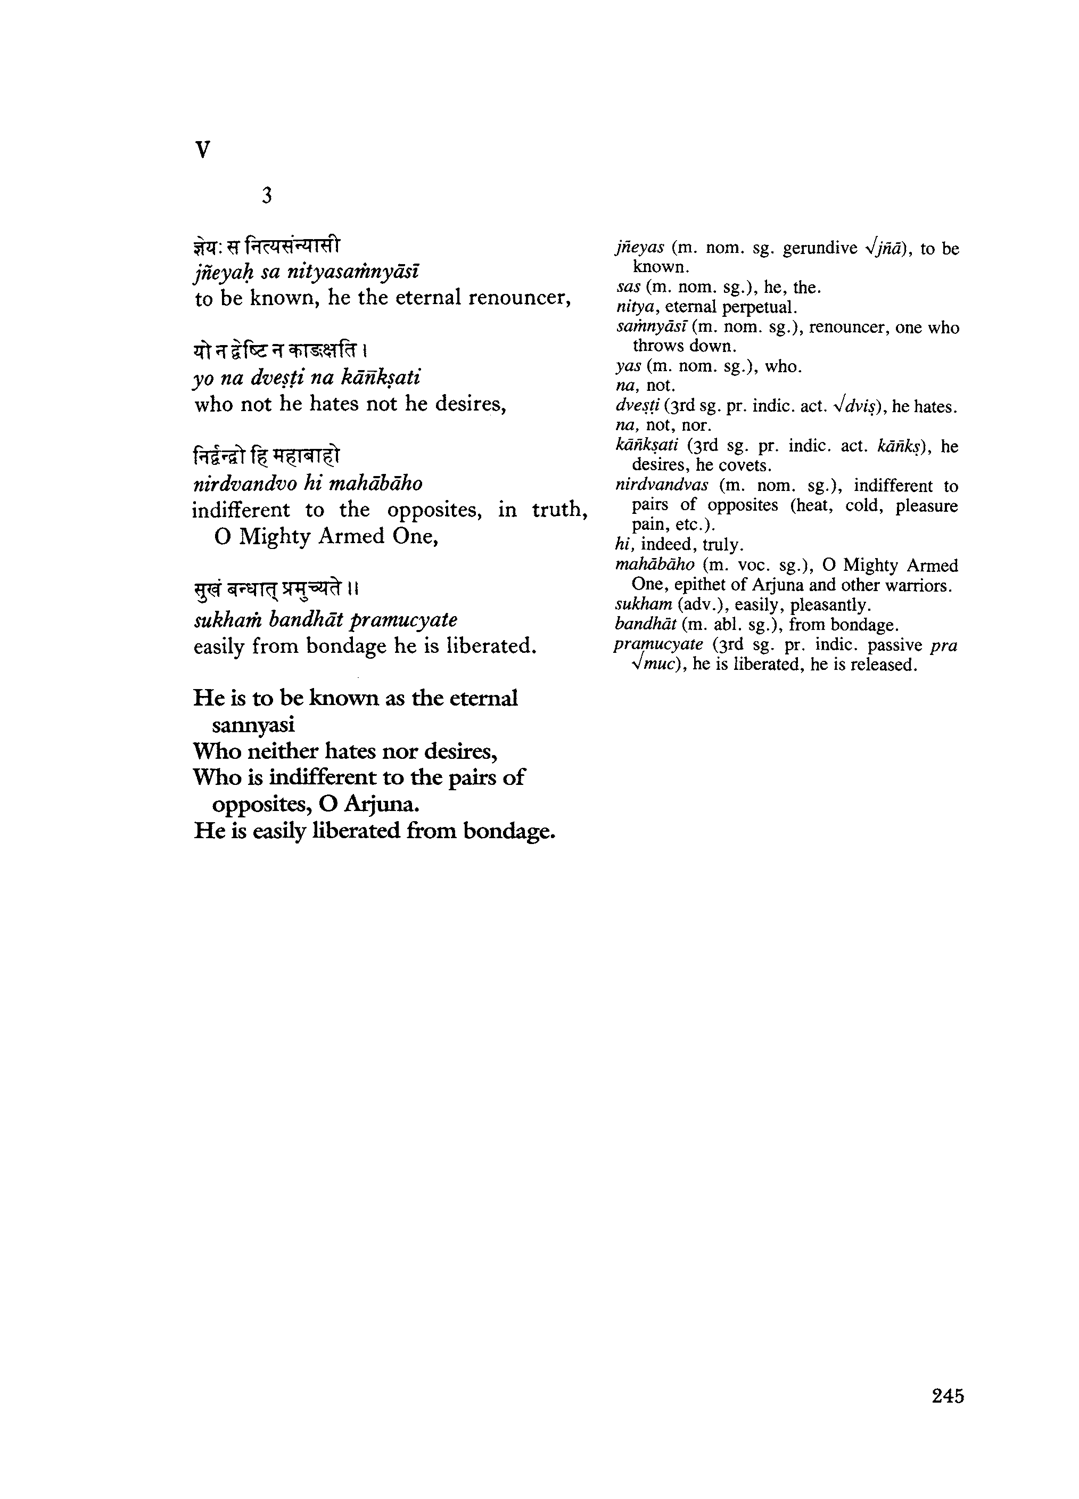 V
3
ज्ञेयः स नित्यसंन्यासी
jñeyaḥ sa nityasaṁnyāsī
to be known, he the eternal renouncer,
यो न द्वेष्टि न काङ्क्षति ।
yo na dveṣṭi na kāñkṣati
who not he hates not he desires,
निर्द्वन्द्वो हि महाबाहो
nirdvandvo hi mahābāho
indifferent to the opposites, in truth,
O Mighty Armed One,
सुखं बन्धात् प्रमुच्यते ॥
sukhaṁ bandhāt pramucyate
easily from bondage he is liberated.
He is to be known as the eternal
sannyasi
Who neither hates nor desires,
Who is indifferent to the pairs of
opposites, O Arjuna.
He is easily liberated from bondage.
jñeyas (m. nom. sg. gerundive √jñā), to be
known.
sas (m. nom. sg.), he, the.
nitya, eternal perpetual.
saṁnyāsī (m. nom. sg.), renouncer, one who
throws down.
yas (m. nom. sg.), who.
na, not.
dveṣṭi (3rd sg. pr. indic. act. √dviṣ), he hates.
na, not, nor.
kāñkṣati (3rd sg. pr. indic. act. kāñkṣ), he
desires, he covets.
nirdvandvas (m. nom. sg.), indifferent to
pairs of opposites (heat, cold, pleasure
pain, etc.).
hi, indeed, truly.
mahābāho (m. voc. sg.), O Mighty Armed
One, epithet of Arjuna and other warriors.
sukham (adv.), easily, pleasantly.
bandhāt (m. abl. sg.), from bondage.
pramucyate (3rd sg. pr. indic. passive pra
√muc), he is liberated, he is released.
245